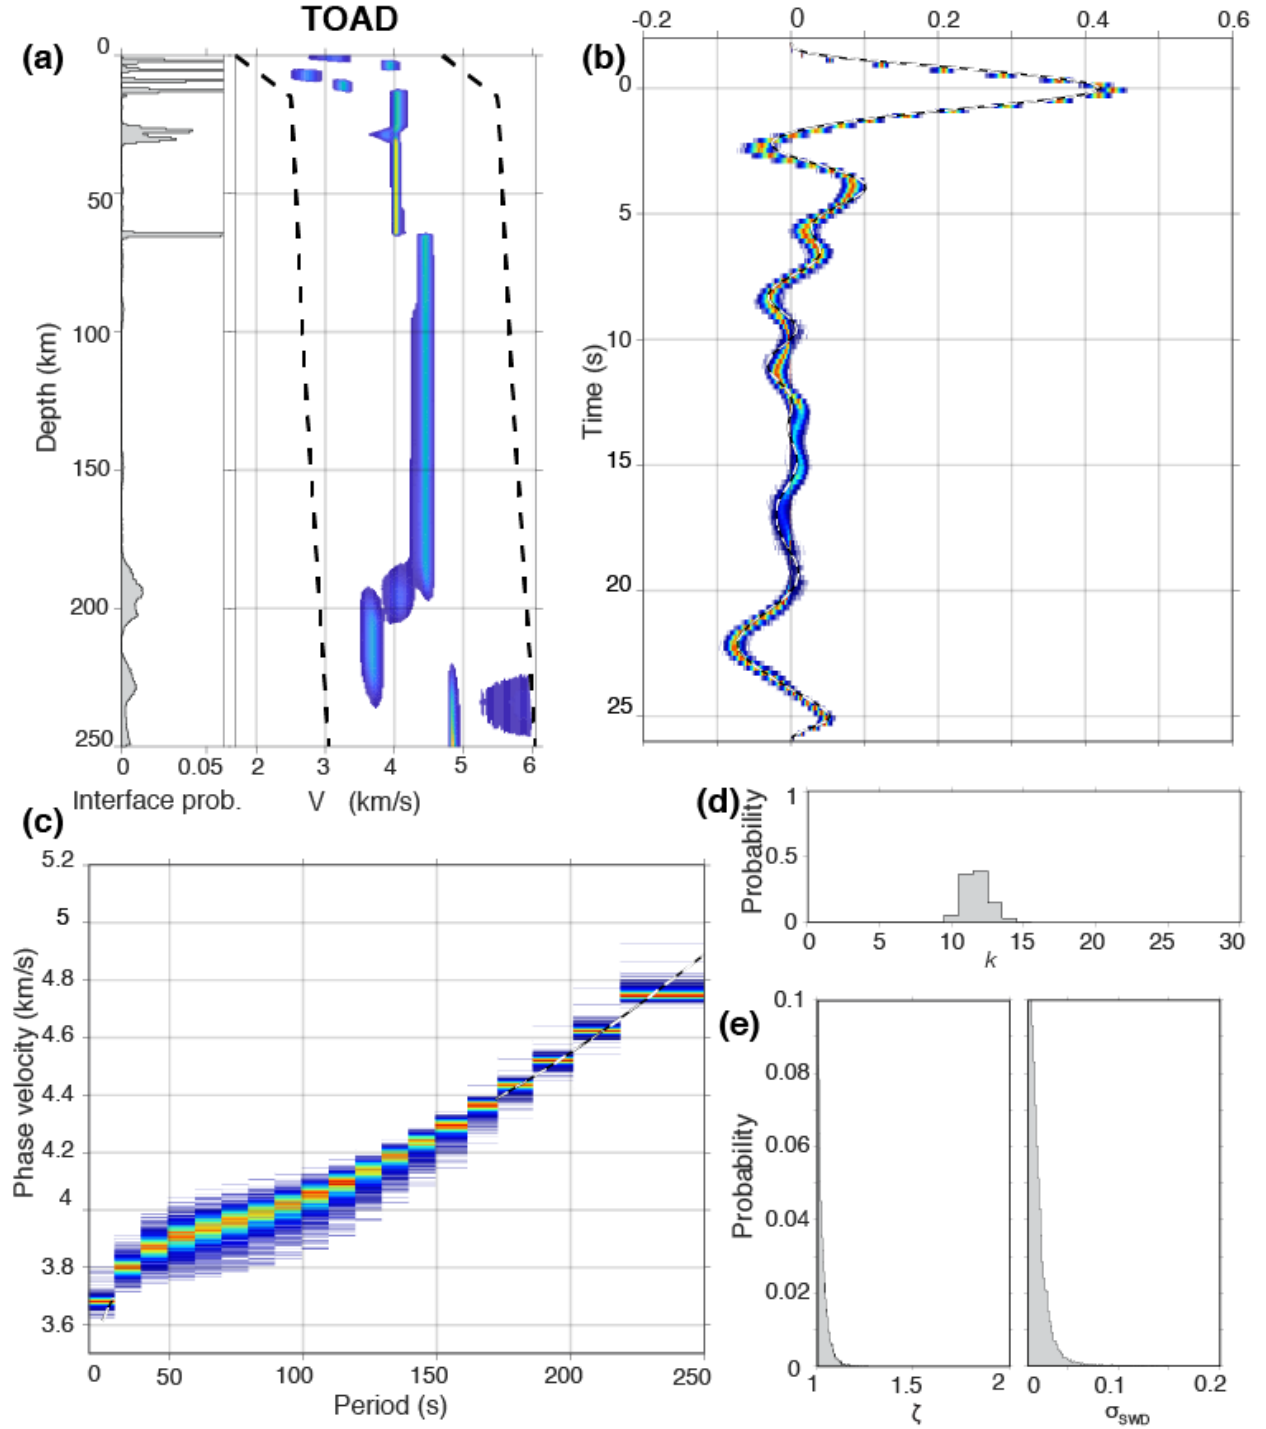 TOAD
(a)
0
50
100
150
200
250
Depth (km)
0 0.05 2 3 4 5 6
Interface prob. V (km/s)
(b)
-0.2 0 0.2 0.4 0.6
0
5
10
15
20
25
Time (s)
(c)
5.2
5
4.8
4.6
4.4
4.2
4
3.8
3.6
Phase velocity (km/s)
0 50 100 150 200 250
Period (s)
(d)
1
0.5
0
Probability
0 5 10 15 20 25 30
k
(e)
0.1
0.08
0.06
0.04
0.02
0
Probability
1 1.5 2
ζ
0 0.1 0.2
σSWD